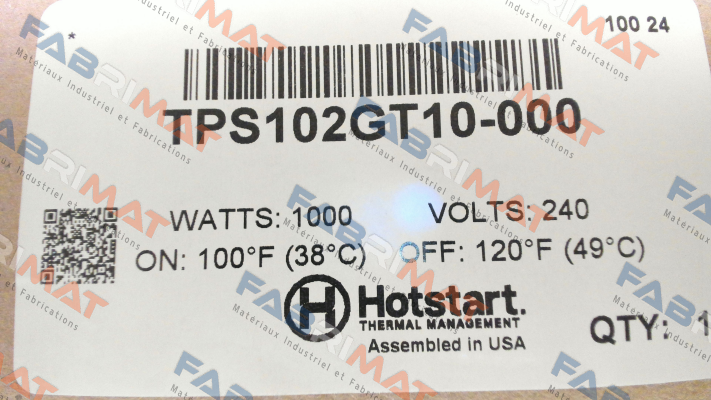 100 24
*
TPS102GT10-000
WATTS: 1000 VOLTS: 240
ON: 100°F (38°C) OFF: 120°F (49°C)
H Hotstart.
THERMAL MANAGEMENT
Assembled in USA
QTY: 1
FABRIMAT
Matériaux Industriel et Fabrications